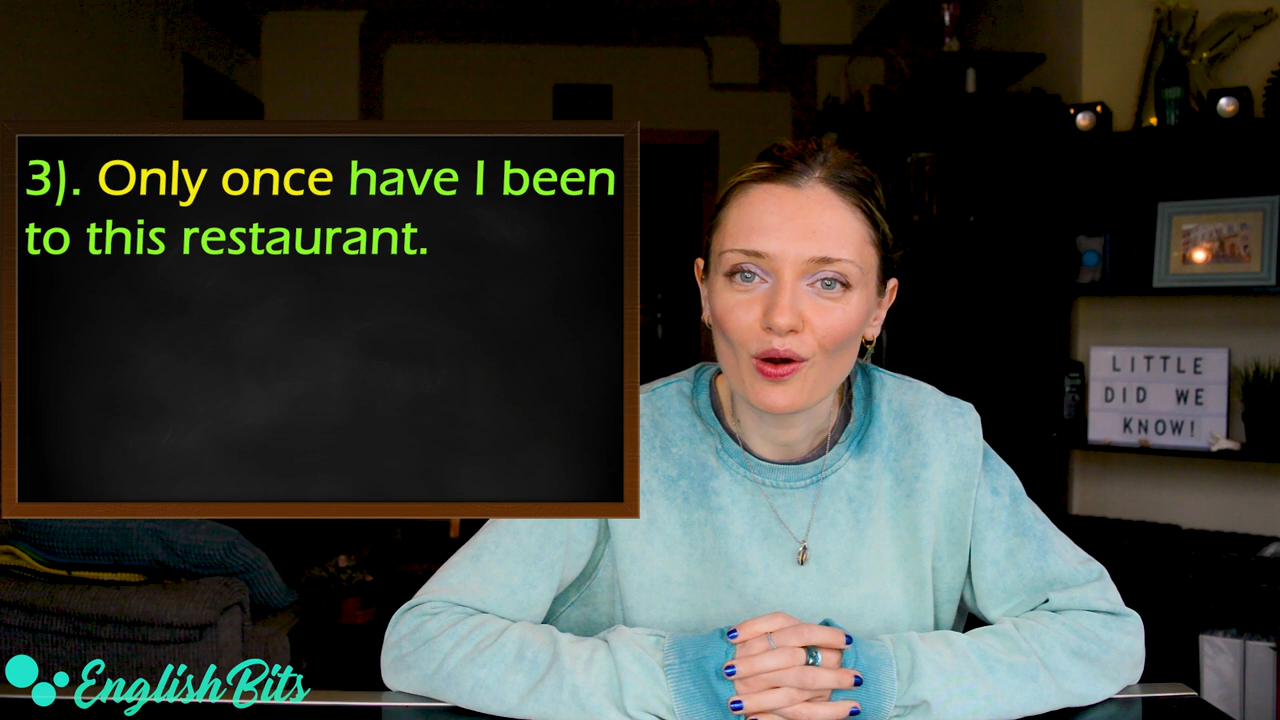 3). Only once have I been
to this restaurant.
LITTLE
DID WE
KNOW!
EnglishBits